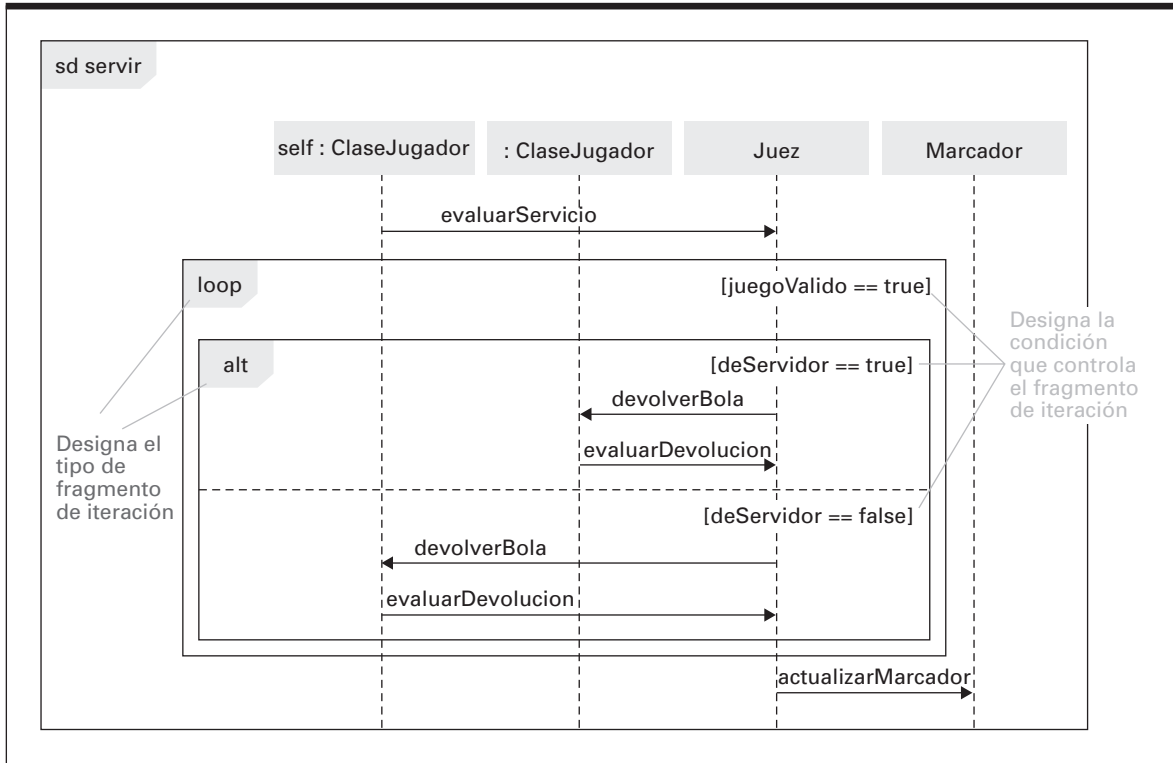 sd servir
self : ClaseJugador
: ClaseJugador
Juez
Marcador
evaluarServicio
loop
[juegoValido == true]
alt
[deServidor == true]
devolverBola
evaluarDevolucion
[deServidor == false]
devolverBola
evaluarDevolucion
actualizarMarcador
Designa el
tipo de
fragmento
de iteración
Designa la
condición
que controla
el fragmento
de iteración